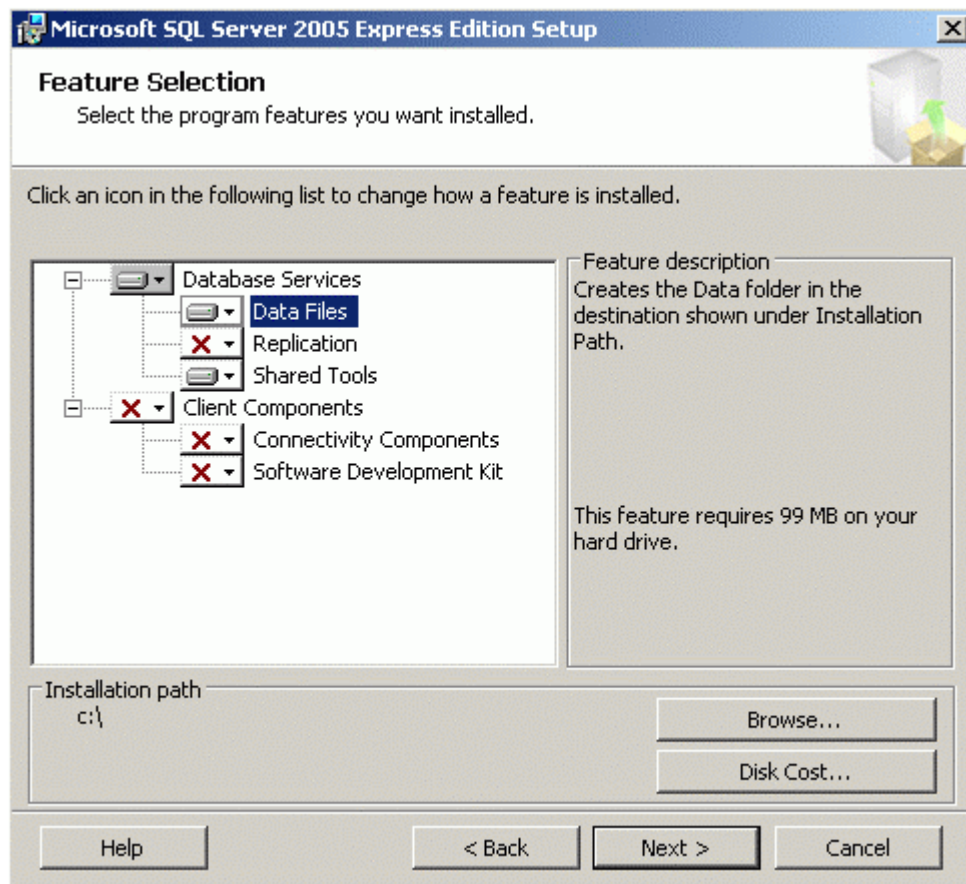 Microsoft SQL Server 2005 Express Edition Setup
Feature Selection
Select the program features you want installed.
Click an icon in the following list to change how a feature is installed.
Database Services
Data Files
Replication
Shared Tools
Client Components
Connectivity Components
Software Development Kit
Feature description
Creates the Data folder in the
destination shown under Installation
Path.
This feature requires 99 MB on your
hard drive.
Installation path
c:\
Browse...
Disk Cost...
Help
< Back
Next >
Cancel